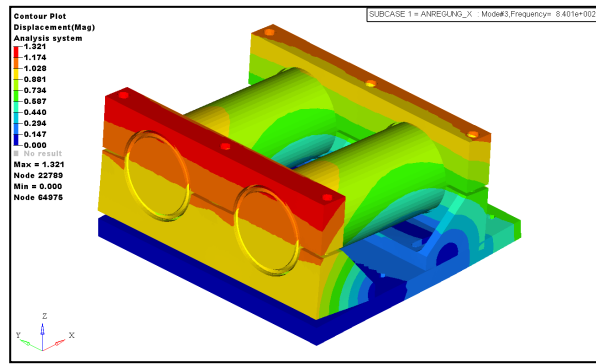 Contour Plot
Displacement(Mag)
Analysis system
1.321
1.174
1.028
0.881
0.734
0.587
0.440
0.294
0.147
0.000
No result
Max = 1.321
Node 22789
Min = 0.000
Node 64975
SUBCASE 1 = ANREGUNG_X : Mode#3,Frequency= 8.401e+002
Z
Y
X